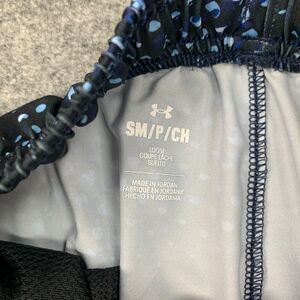 SM/P/CH
LOOSE
COUPE LÂCHE
SUELTO
MADE IN JORDAN
FABRIQUÉ EN JORDANIE
HECHO EN JORDANIA